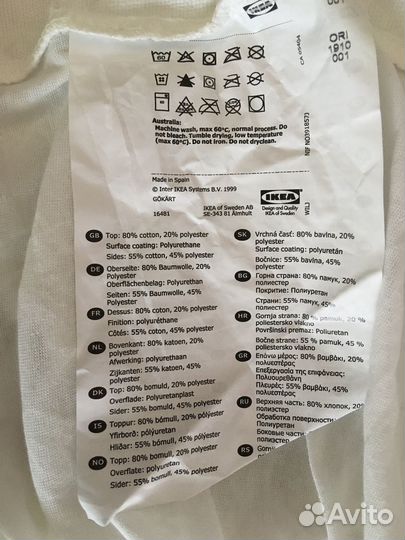 IKEA
CA 05404
ORI
1910
001
60
Australia:
Machine wash, max 60°C, normal process. Do
not bleach. Tumble drying, low temperature
(max 60°C). Do not iron. Do not dryclean.
Made in Spain
© Inter IKEA Systems B.V. 1999
GÖKÄRT
16481
IKEA of Sweden AB
SE-343 81 Älmhult
IKEA
Design and Quality
IKEA of Sweden
GB Top: 80% cotton, 20% polyester
Surface coating: Polyurethane
Sides: 55% cotton, 45% polyester
DE Oberseite: 80% Baumwolle, 20%
polyester
Oberflächenbelag: Polyurethan
Seiten: 55% Baumwolle, 45%
Polyester
FR Dessus: 80% coton, 20% polyester
Finition: polyuréthane
Côtés: 55% coton, 45% polyester
NL Bovenkant: 80% katoen, 20%
polyester
Afwerking: polyurethaan
Zijkanten: 55% katoen, 45%
polyester
DK Top: 80% bomuld, 20% polyester
Overflade: Polyuretanplast
Sider: 55% bomuld, 45% polyester
IS Toppur: 80% bómull, 20% pólýester
Yfirborð: pólýúretan
Hliðar: 55% bómull, 45% pólýester
NO Topp: 80% bomull, 20% polyester
Overflate: polyuretan
Sider: 55% bomull, 45% polyester
SK Vrchná časť: 80% bavlna, 20%
polyester
Povrchová úprava: polyuretán
Bočnice: 55% bavlna, 45%
polyester
BG Горна страна: 80% памук, 20%
полиестер
Покритие: Полиуретан
Страни: 55% памук, 45%
полиестер
HR Gornja strana: 80% pamuk, 20%
poliestersko vlakno
Površinski premaz: Poliuretan
Bočne strane: 55% pamuk, 45%
poliestersko vlakno
GR Επάνω μέρος: 80% βαμβάκι, 20%
πολυεστέρας
Επεξεργασία της επιφάνειας:
Πολυουρεθάνη
Πλευρές: 55% βαμβάκι, 45%
πολυεστέρας
RU Верхняя часть: 80% хлопок, 20%
полиэстер
Обработка поверхности:
Полиуретан
Боковые части: 55%
полиэстер
RS Gornja
Avito